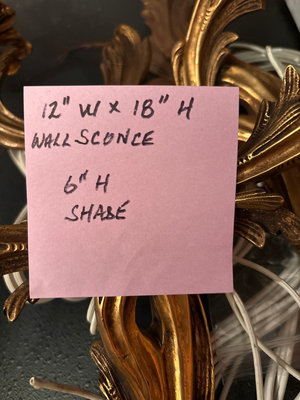 12" W x 18" H
WALL SCONCE
6" H
SHADE